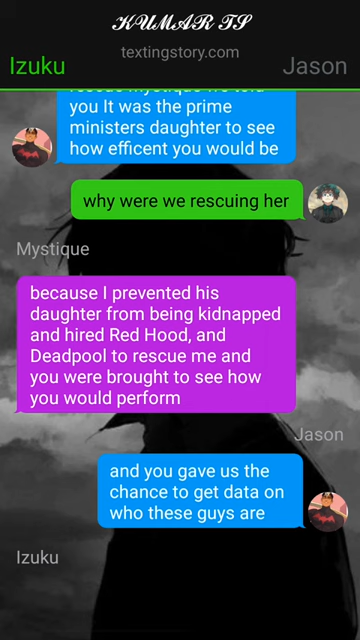 KUMAR TS
textingstory.com
Izuku
Jason
you It was the prime
ministers daughter to see
how efficent you would be
why were we rescuing her
Mystique
because I prevented his
daughter from being kidnapped
and hired Red Hood, and
Deadpool to rescue me and
you were brought to see how
you would perform
Jason
and you gave us the
chance to get data on
who these guys are
Izuku